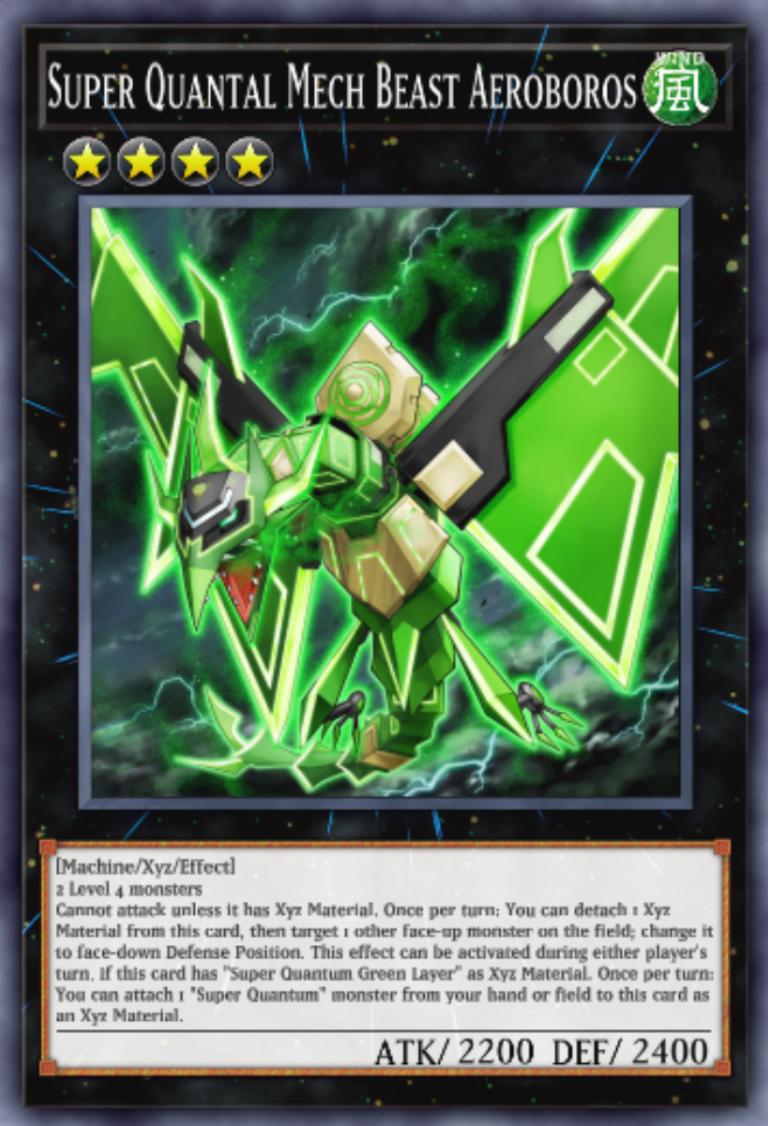 SUPER QUANTAL MECH BEAST AEROBOROS
WIND
風
[Machine/Xyz/Effect]
2 Level 4 monsters
Cannot attack unless it has Xyz Material. Once per turn: You can detach 1 Xyz
Material from this card, then target 1 other face-up monster on the field; change it
to face-down Defense Position. This effect can be activated during either player's
turn, if this card has "Super Quantum Green Layer" as Xyz Material. Once per turn:
You can attach 1 "Super Quantum" monster from your hand or field to this card as
an Xyz Material.
ATK/ 2200 DEF/ 2400